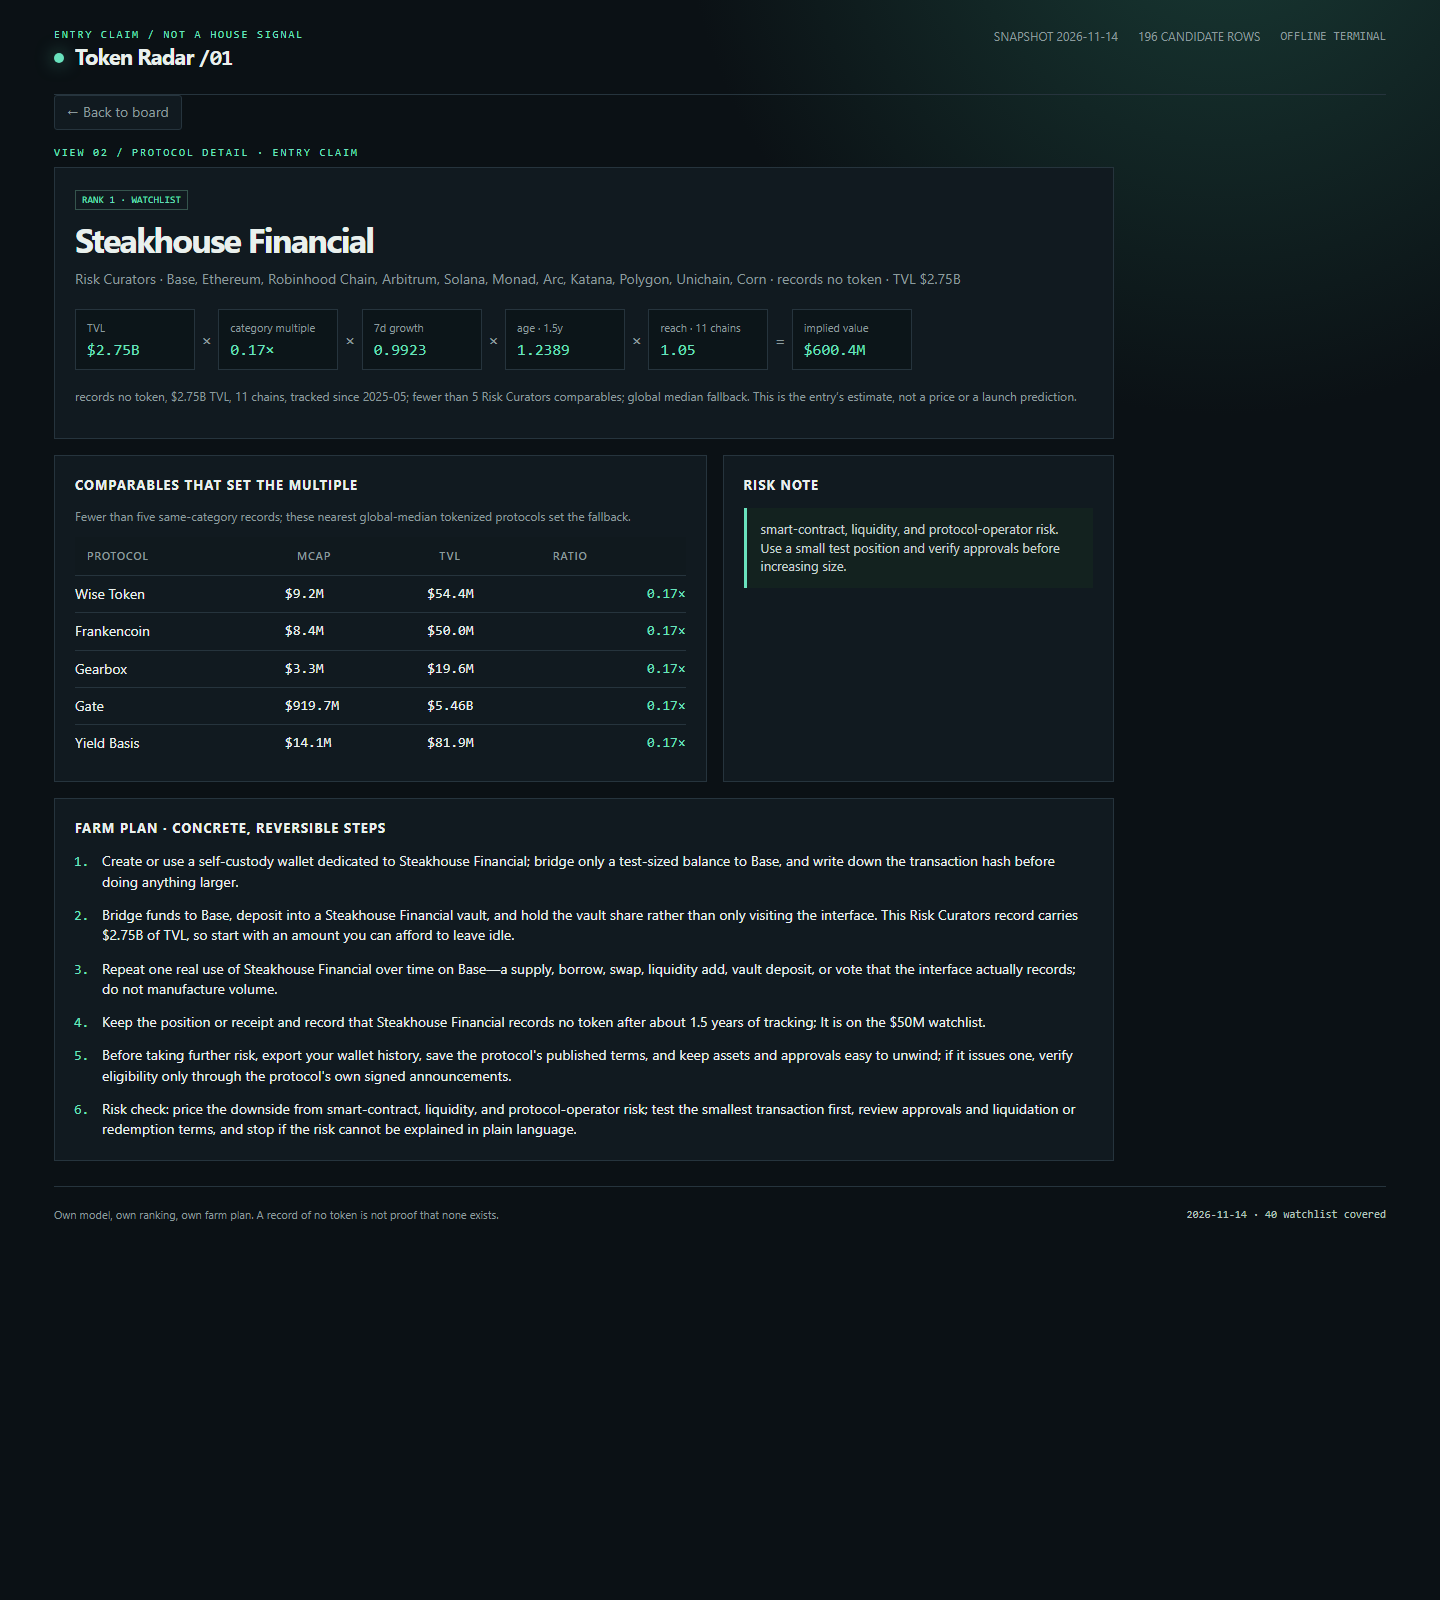 ENTRY CLAIM / NOT A HOUSE SIGNAL
Token Radar /01
SNAPSHOT 2026-11-14 196 CANDIDATE ROWS OFFLINE TERMINAL
← Back to board
VIEW 02 / PROTOCOL DETAIL · ENTRY CLAIM
RANK 1 · WATCHLIST
Steakhouse Financial
Risk Curators · Base, Ethereum, Robinhood Chain, Arbitrum, Solana, Monad, Arc, Katana, Polygon, Unichain, Corn · records no token · TVL $2.75B
TVL
$2.75B
×
category multiple
0.17×
×
7d growth
0.9923
×
age · 1.5y
1.2389
×
reach · 11 chains
1.05
=
implied value
$600.4M
records no token, $2.75B TVL, 11 chains, tracked since 2025-05; fewer than 5 Risk Curators comparables; global median fallback. This is the entry's estimate, not a price or a launch prediction.
COMPARABLES THAT SET THE MULTIPLE
Fewer than five same-category records; these nearest global-median tokenized protocols set the fallback.
PROTOCOL MCAP TVL RATIO
Wise Token $9.2M $54.4M 0.17×
Frankencoin $8.4M $50.0M 0.17×
Gearbox $3.3M $19.6M 0.17×
Gate $919.7M $5.46B 0.17×
Yield Basis $14.1M $81.9M 0.17×
RISK NOTE
smart-contract, liquidity, and protocol-operator risk.
Use a small test position and verify approvals before
increasing size.
FARM PLAN · CONCRETE, REVERSIBLE STEPS
1. Create or use a self-custody wallet dedicated to Steakhouse Financial; bridge only a test-sized balance to Base, and write down the transaction hash before
doing anything larger.
2. Bridge funds to Base, deposit into a Steakhouse Financial vault, and hold the vault share rather than only visiting the interface. This Risk Curators record carries
$2.75B of TVL, so start with an amount you can afford to leave idle.
3. Repeat one real use of Steakhouse Financial over time on Base—a supply, borrow, swap, liquidity add, vault deposit, or vote that the interface actually records;
do not manufacture volume.
4. Keep the position or receipt and record that Steakhouse Financial records no token after about 1.5 years of tracking; It is on the $50M watchlist.
5. Before taking further risk, export your wallet history, save the protocol's published terms, and keep assets and approvals easy to unwind; if it issues one, verify
eligibility only through the protocol's own signed announcements.
6. Risk check: price the downside from smart-contract, liquidity, and protocol-operator risk; test the smallest transaction first, review approvals and liquidation or
redemption terms, and stop if the risk cannot be explained in plain language.
Own model, own ranking, own farm plan. A record of no token is not proof that none exists.
2026-11-14 · 40 watchlist covered